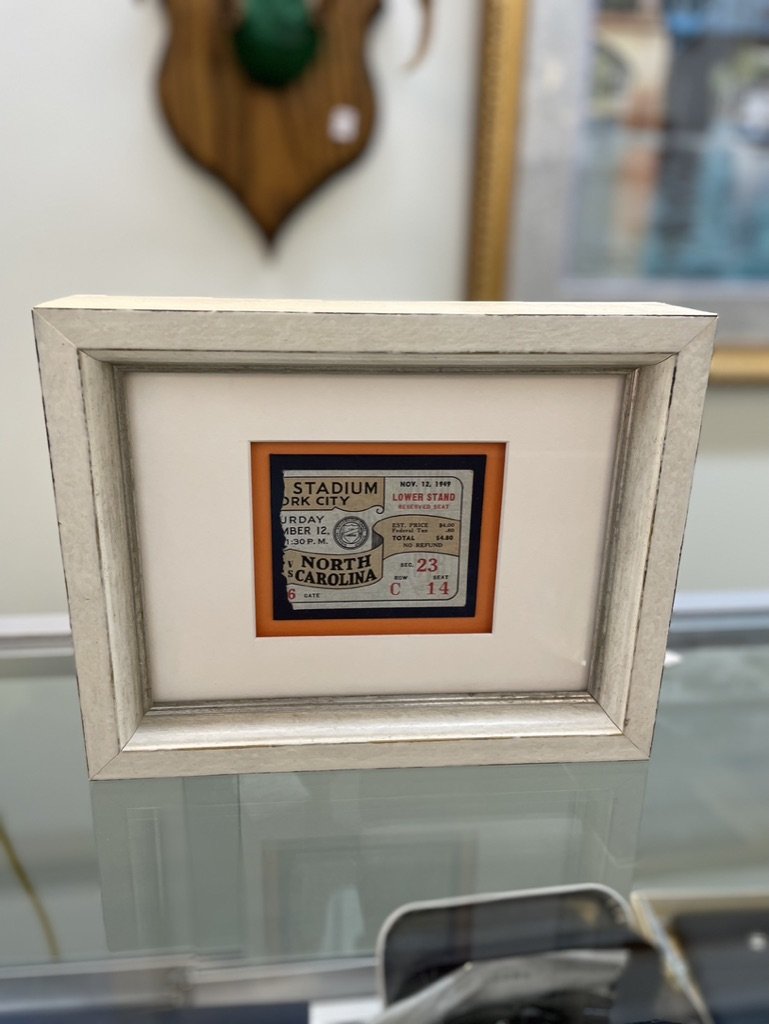 STADIUM
ORK CITY
URDAY
MBER 12,
1:30 P.M.
V
S
NORTH
CAROLINA
6 GATE
NOV. 12, 1949
LOWER STAND
RESERVED SEAT
EST. PRICE $4.00
Federal Tax .80
TOTAL $4.80
NO REFUND
SEC. 23
ROW SEAT
C 14